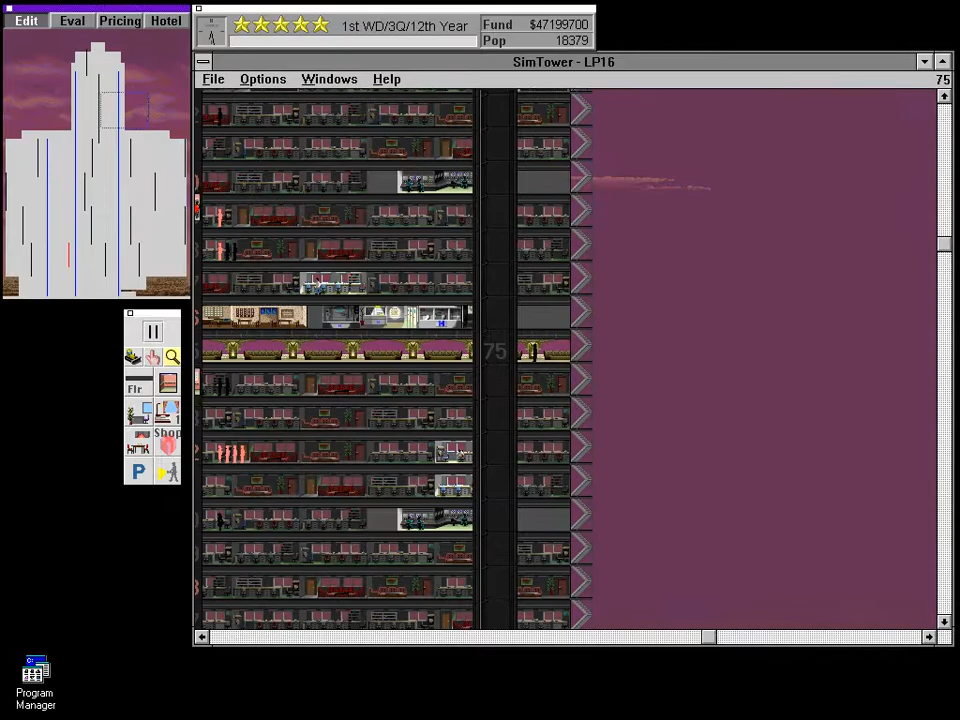 Edit Eval Pricing Hotel
1st WD/3Q/12th Year
Fund $47199700
Pop 18379
SimTower - LP16
File Options Windows Help
75
75
Flr
Shop
1
P
Program
Manager